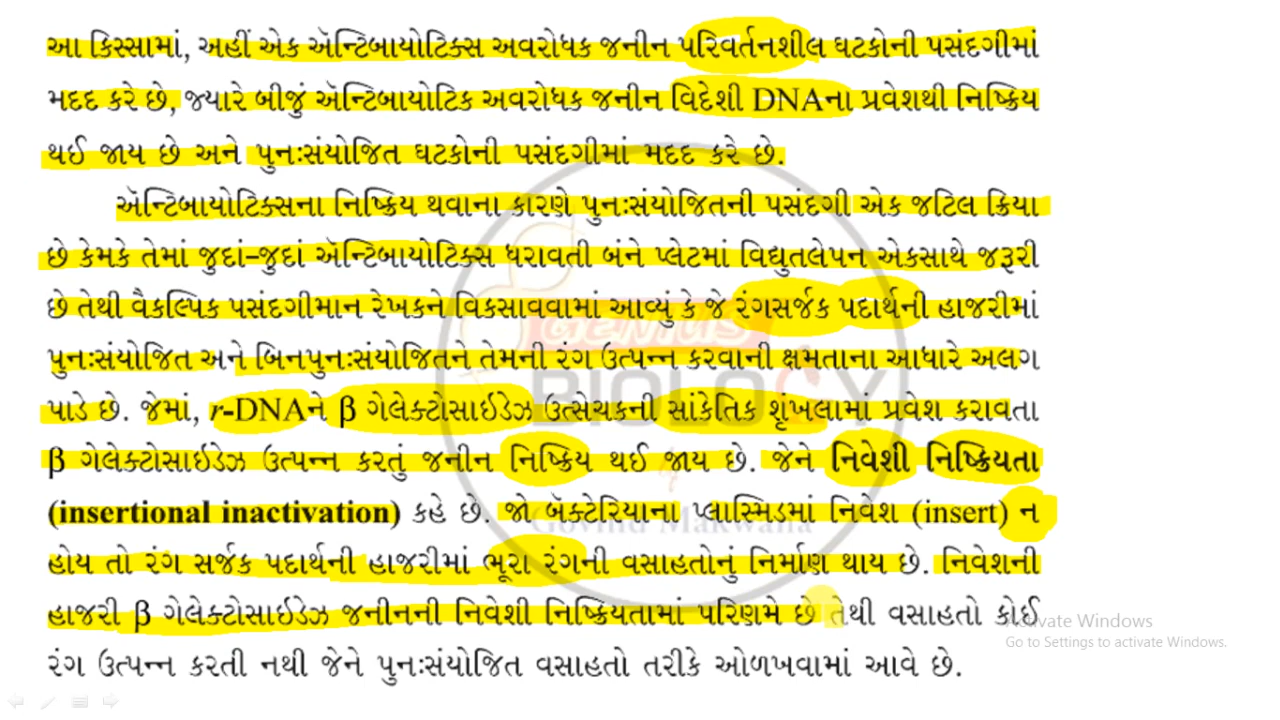 આ કિસ્સામાં, અહીં એક ઍન્ટિબાયોટિક્સ અવરોધક જનીન પરિવર્તનશીલ ઘટકોની પસંદગીમાં
મદદ કરે છે, જ્યારે બીજું ઍન્ટિબાયોટિક અવરોધક જનીન વિદેશી DNAના પ્રવેશથી નિષ્ક્રિય
થઈ જાય છે અને પુનઃસંયોજિત ઘટકોની પસંદગીમાં મદદ કરે છે.
ઍન્ટિબાયોટિક્સના નિષ્ક્રિય થવાના કારણે પુનઃસંયોજિતની પસંદગી એક જટિલ ક્રિયા
છે કેમકે તેમાં જુદાં-જુદાં ઍન્ટિબાયોટિક્સ ધરાવતી બંને પ્લેટમાં વિદ્યુતલેપન એકસાથે જરૂરી
છે તેથી વૈકલ્પિક પસંદગીમાન રેખકને વિકસાવવામાં આવ્યું કે જે રંગસર્જક પદાર્થની હાજરીમાં
પુનઃસંયોજિત અને બિનપુનઃસંયોજિતને તેમની રંગ ઉત્પન્ન કરવાની ક્ષમતાના આધારે અલગ
પાડે છે. જેમાં, r-DNAને β ગેલેક્ટોસાઈડેઝ ઉત્સેચકની સાંકેતિક શૃંખલામાં પ્રવેશ કરાવતા
β ગેલેક્ટોસાઈડેઝ ઉત્પન્ન કરતું જનીન નિષ્ક્રિય થઈ જાય છે. જેને નિવેશી નિષ્ક્રિયતા
(insertional inactivation) કહે છે. જો બૅક્ટેરિયાના પ્લાસ્મિડમાં નિવેશ (insert) ન
હોય તો રંગ સર્જક પદાર્થની હાજરીમાં ભૂરા રંગની વસાહતોનું નિર્માણ થાય છે. નિવેશની
હાજરી β ગેલેક્ટોસાઈડેઝ જનીનની નિવેશી નિષ્ક્રિયતામાં પરિણમે છે તેથી વસાહતો કોઈ
રંગ ઉત્પન્ન કરતી નથી જેને પુનઃસંયોજિત વસાહતો તરીકે ઓળખવામાં આવે છે.
GENIUS
BIOLOGY
Govind Makwana
Activate Windows
Go to Settings to activate Windows.